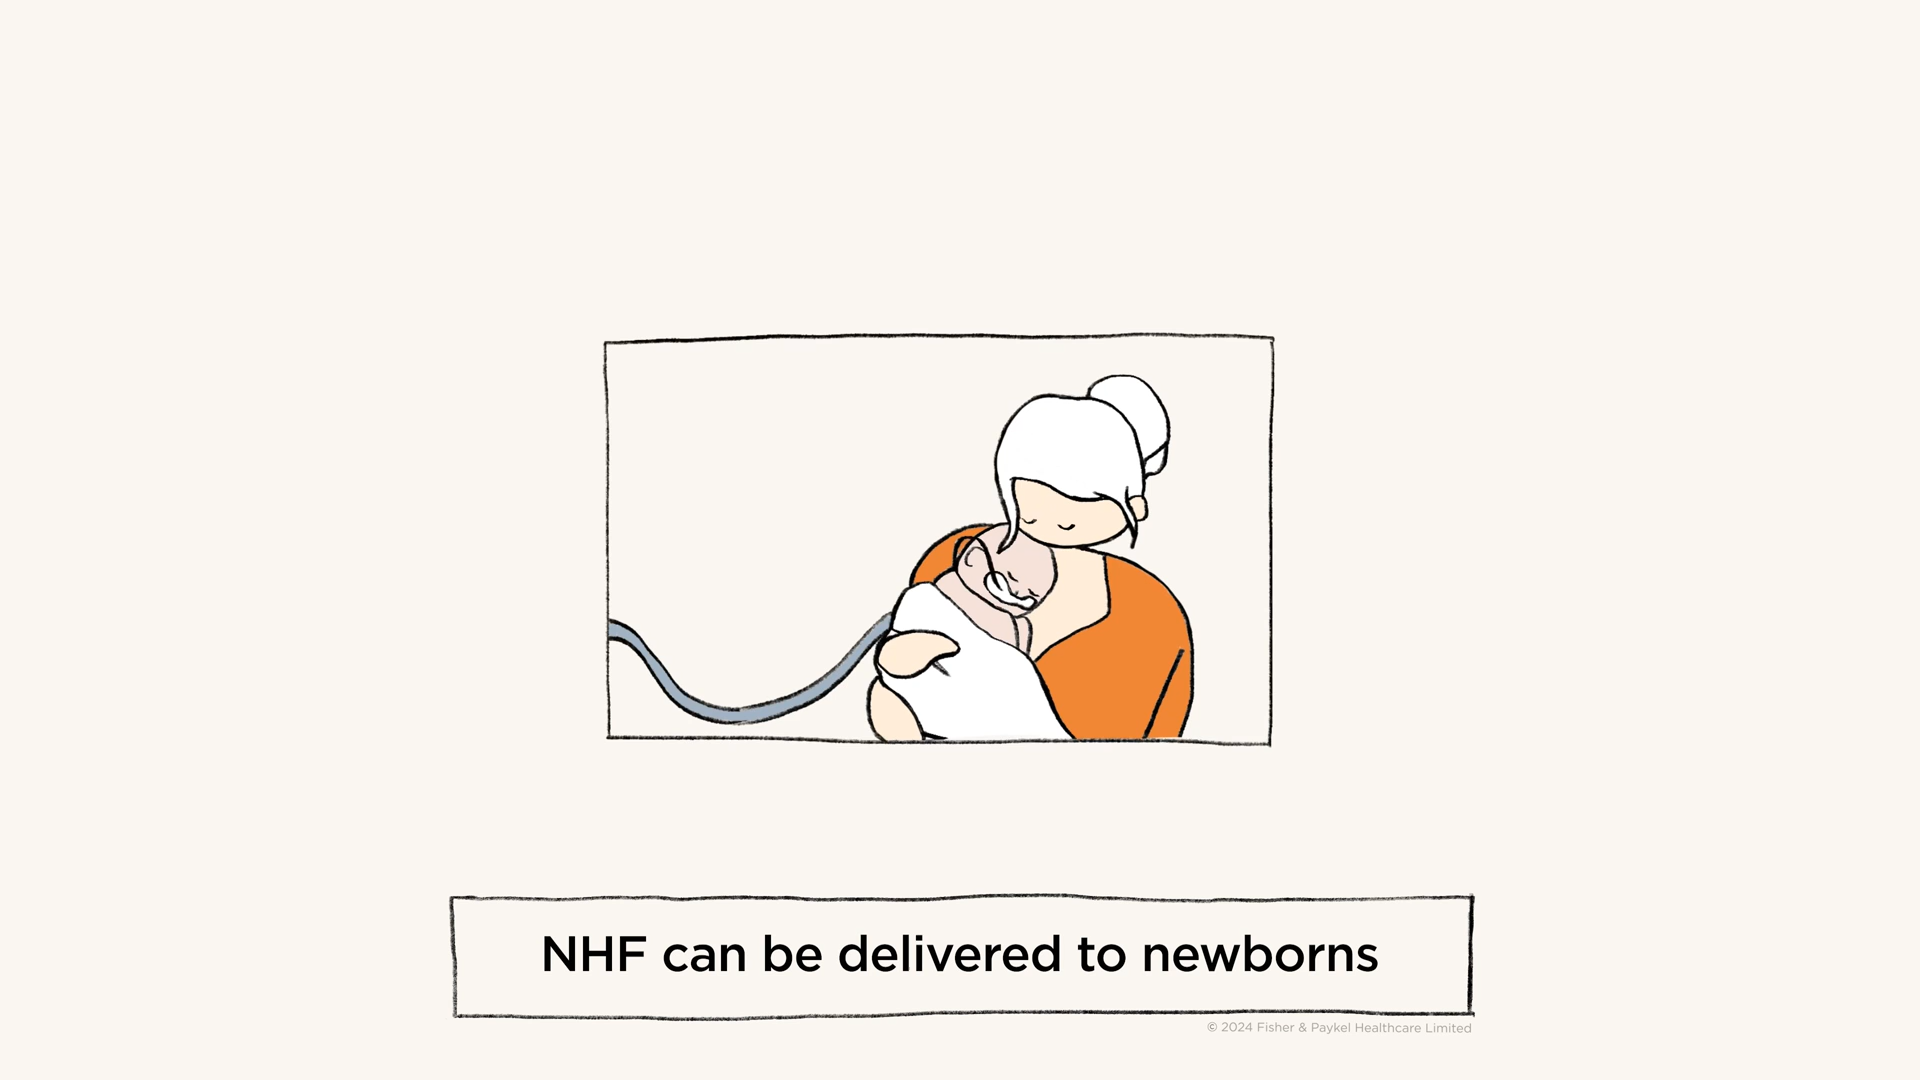 NHF can be delivered to newborns
© 2024 Fisher & Paykel Healthcare Limited